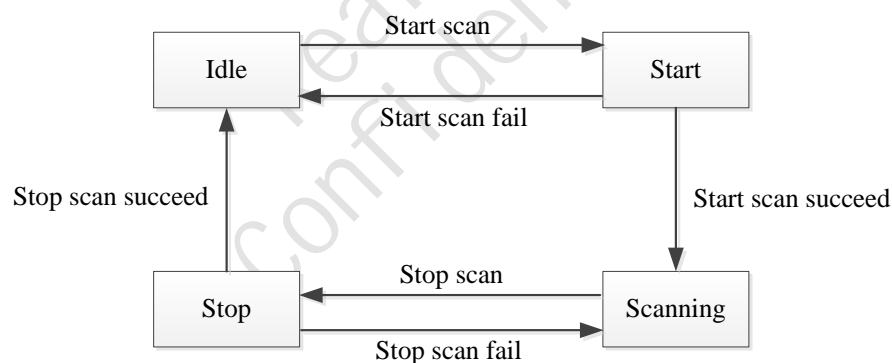 Start scan
Idle
Start
Start scan fail
Stop scan succeed
Start scan succeed
Stop scan
Stop
Scanning
Stop scan fail